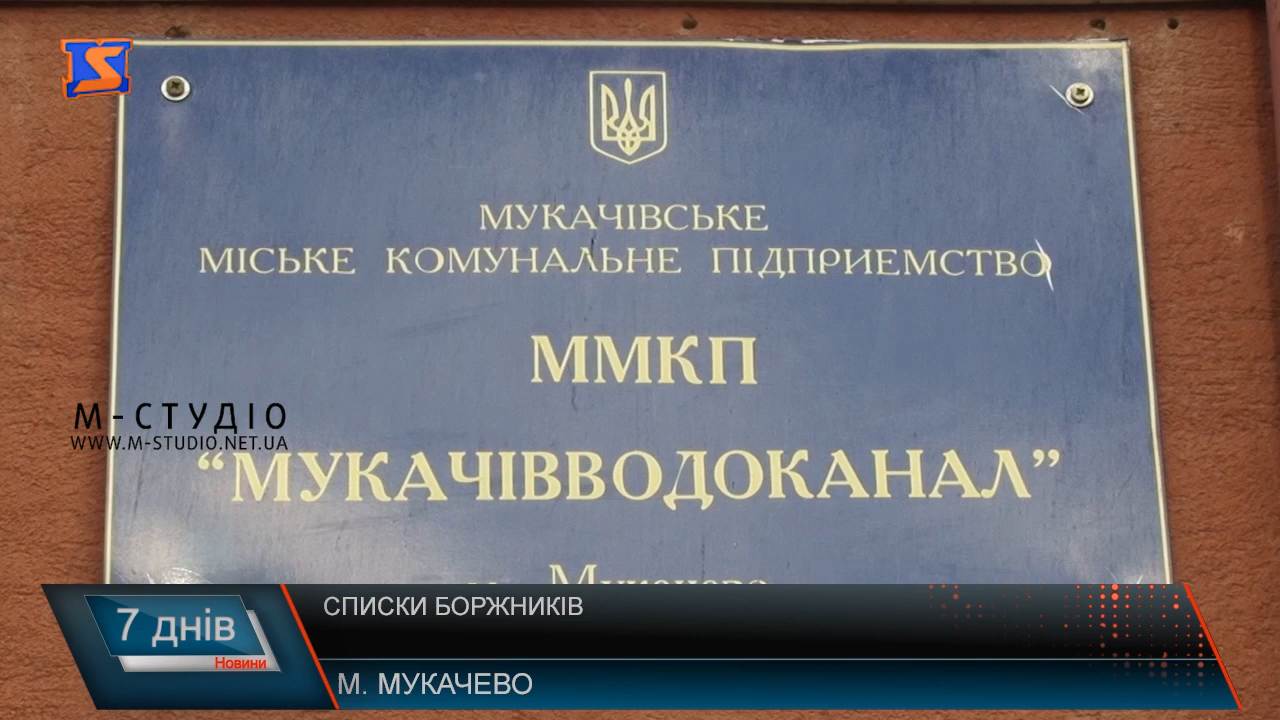 МУКАЧІВСЬКЕ
МІСЬКЕ КОМУНАЛЬНЕ ПІДПРИЕМСТВО
ММКП
"МУКАЧІВВОДОКАНАЛ"
М-СТУДІО
WWW.M-STUDIO.NET.UA
7 днів
Новини
СПИСКИ БОРЖНИКІВ
М. МУКАЧЕВО